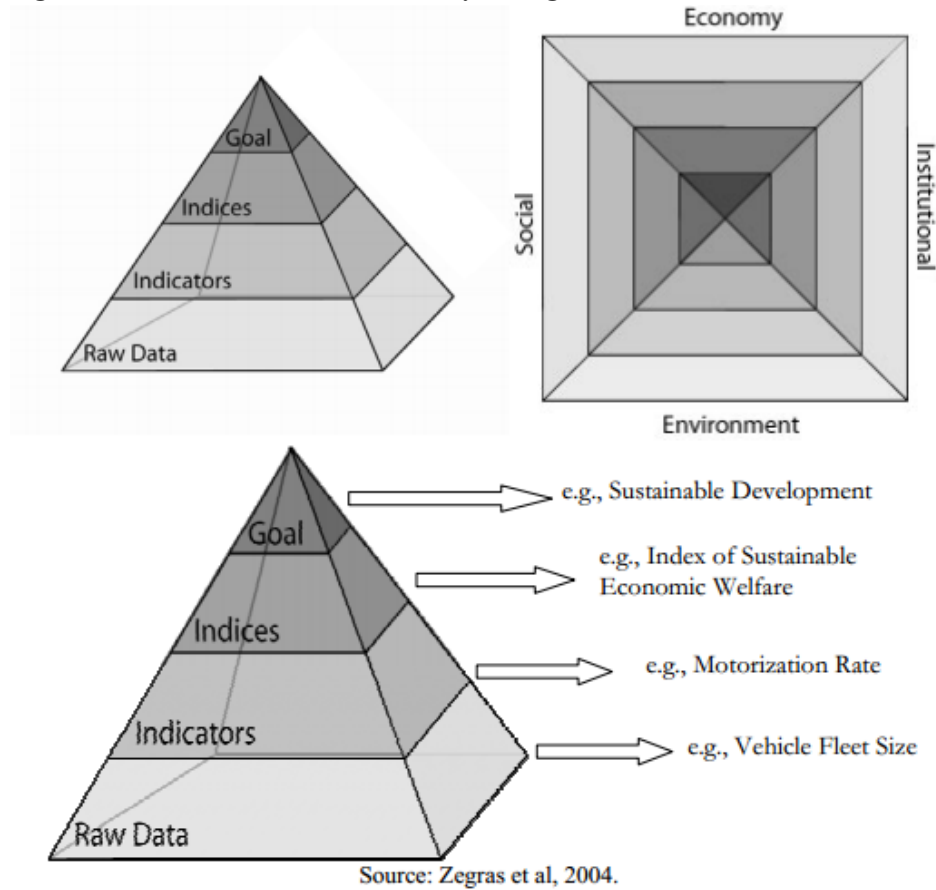 Economy
Goal
Indices
Indicators
Raw Data
Social
Institutional
Environment
Goal
e.g., Sustainable Development
e.g., Index of Sustainable
Economic Welfare
Indices
e.g., Motorization Rate
Indicators
e.g., Vehicle Fleet Size
Raw Data
Source: Zegras et al, 2004.